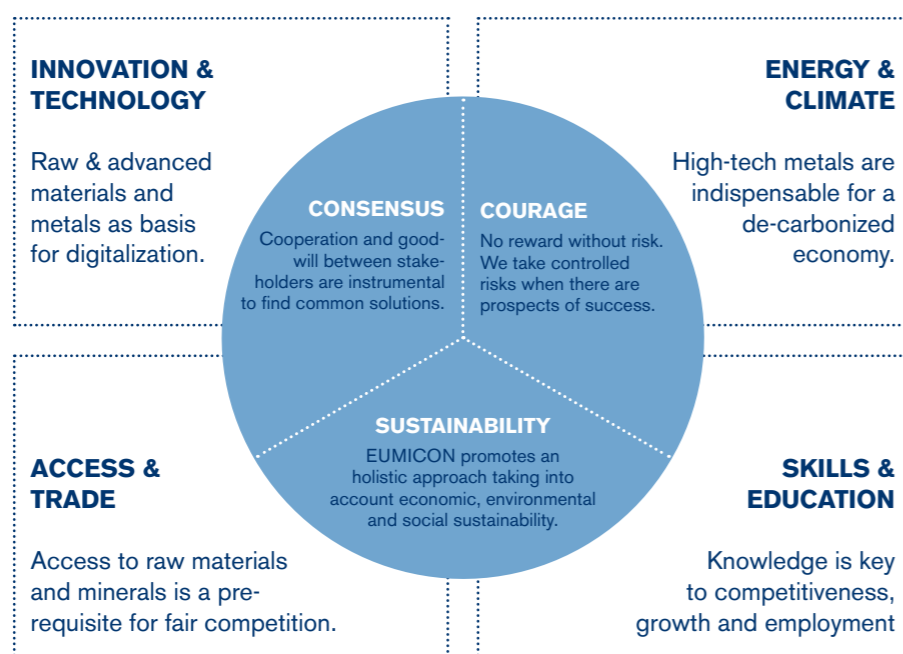 INNOVATION &
TECHNOLOGY
Raw & advanced
materials and
metals as basis
for digitalization.
ENERGY &
CLIMATE
High-tech metals are
indispensable for a
de-carbonized
economy.
CONSENSUS
Cooperation and good-
will between stake-
holders are instrumental
to find common solutions.
COURAGE
No reward without risk.
We take controlled
risks when there are
prospects of success.
SUSTAINABILITY
EUMICON promotes an
holistic approach taking into
account economic, environmental
and social sustainability.
ACCESS &
TRADE
Access to raw materials
and minerals is a pre-
requisite for fair competition.
SKILLS &
EDUCATION
Knowledge is key
to competitiveness,
growth and employment